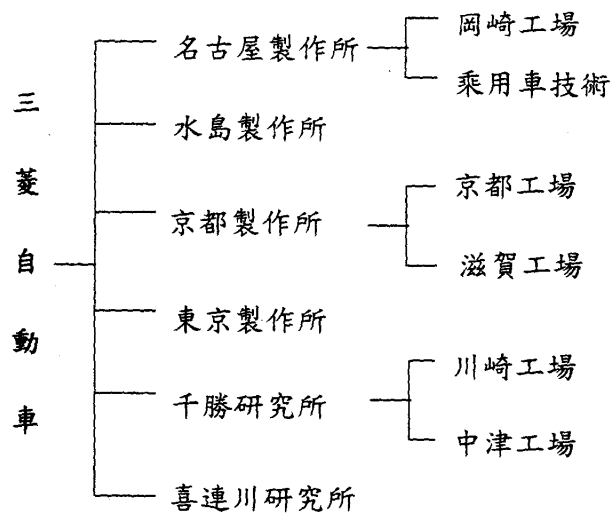 三菱自動車
名古屋製作所
岡崎工場
乘用車技術
水島製作所
京都製作所
京都工場
滋賀工場
東京製作所
千勝研究所
川崎工場
中津工場
喜連川研究所